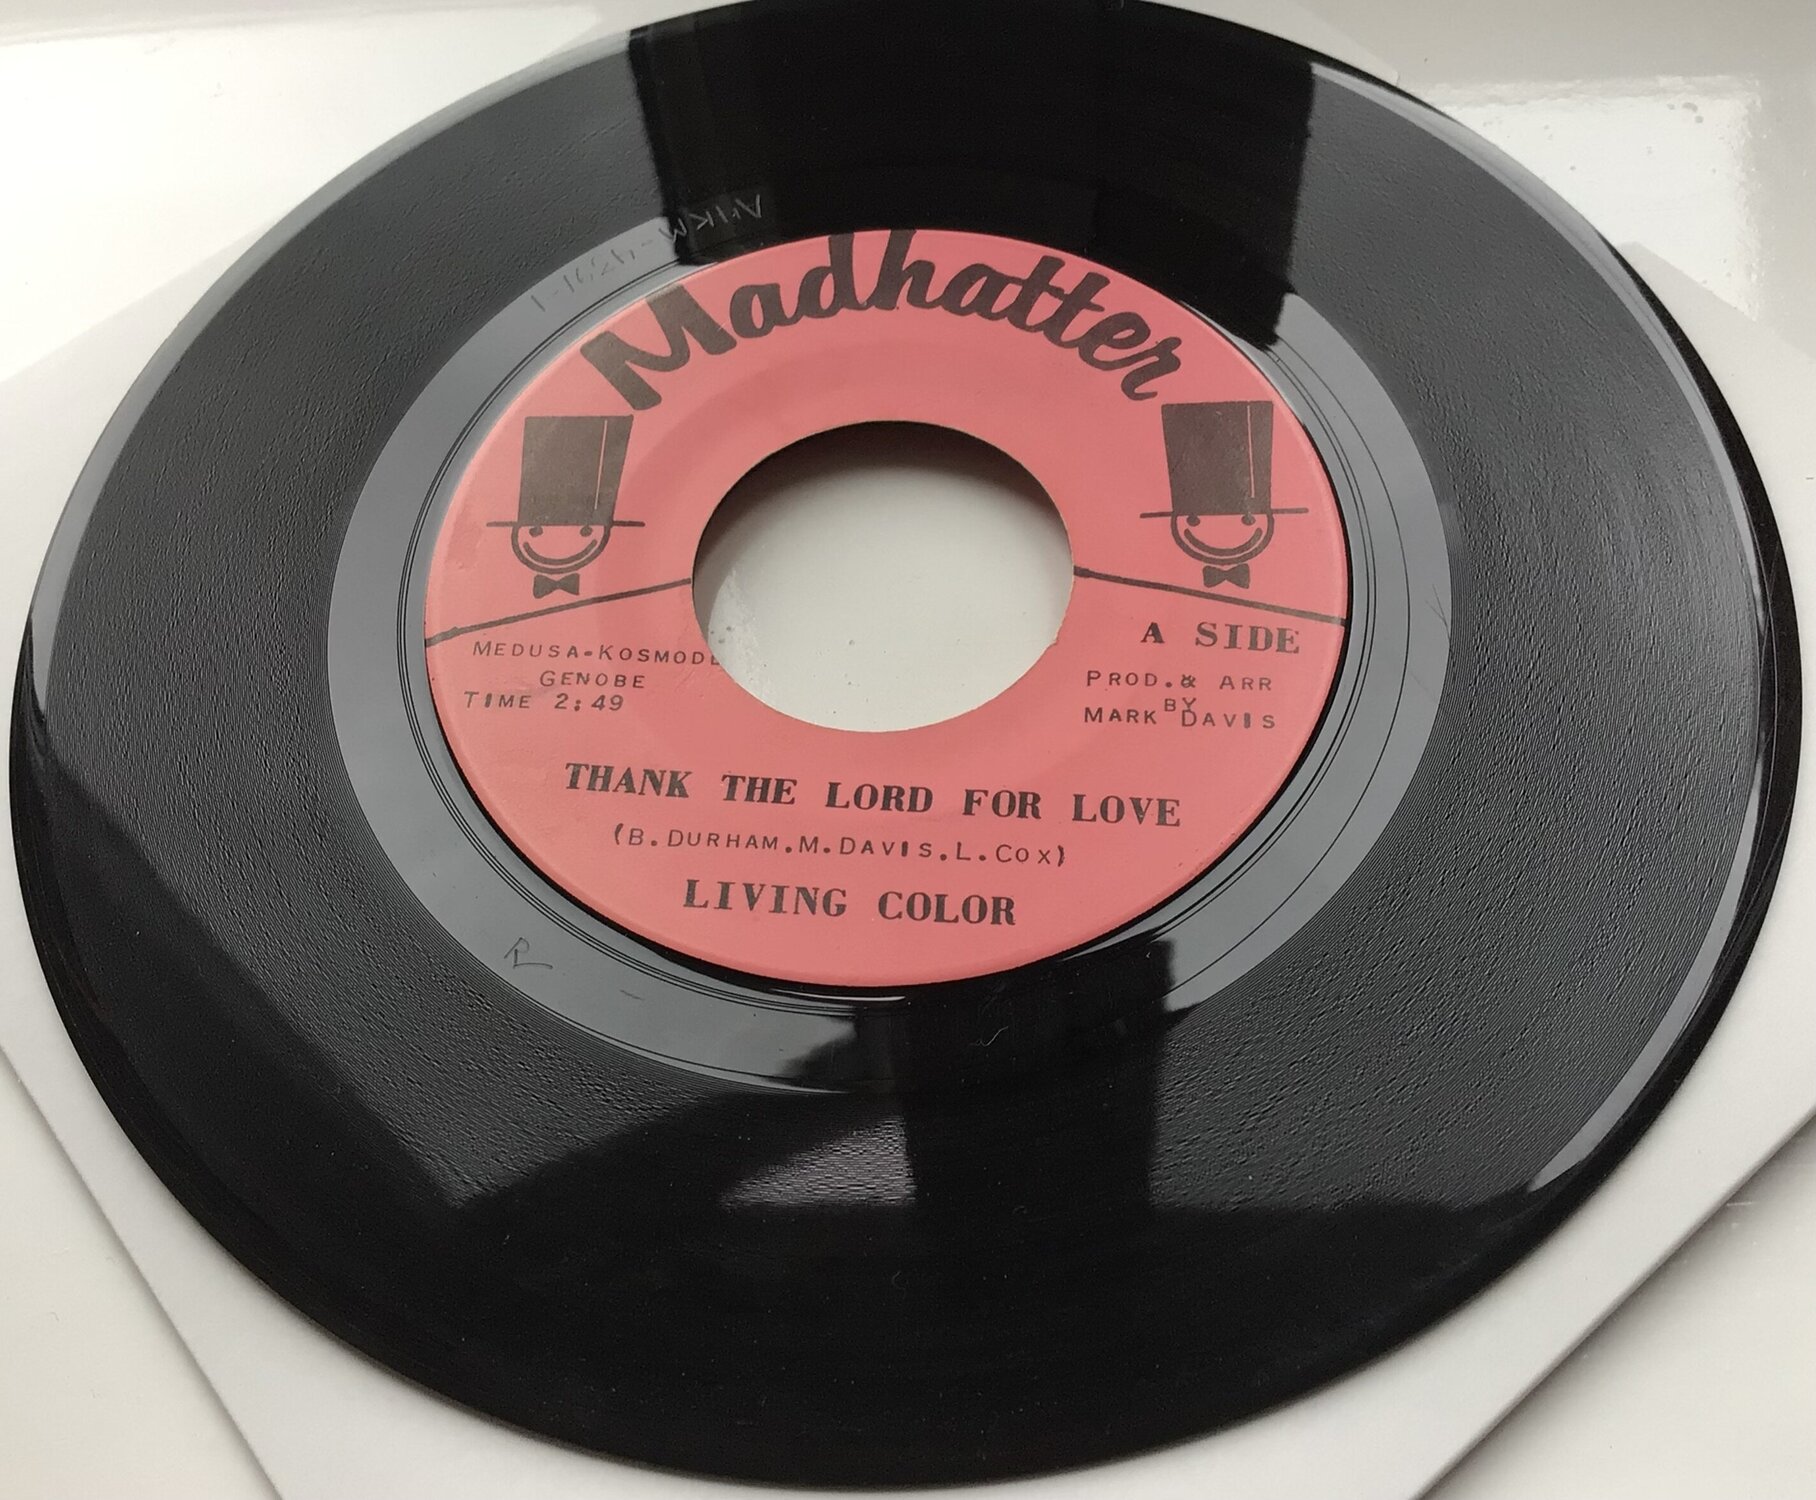 Madhatter
MEDUSA-KOSMODE
GENOBE
TIME 2:49
A SIDE
PROD.& ARR
BY
MARK DAVIS
THANK THE LORD FOR LOVE
(B.DURHAM.M.DAVIS.L.COX)
LIVING COLOR
R